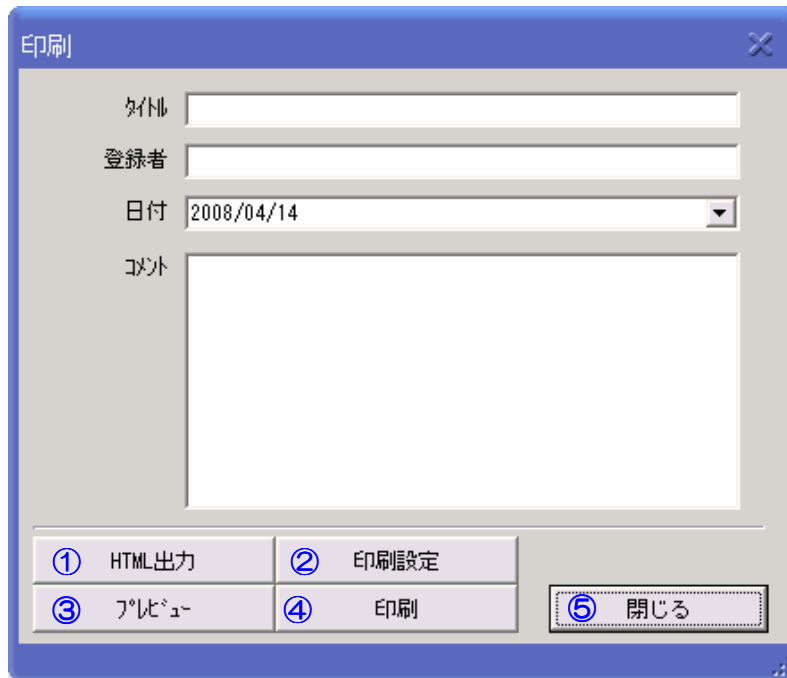 印刷
ﾀｲﾄﾙ
登録者
日付 2008/04/14
ｺﾒﾝﾄ
① HTML出力 ② 印刷設定
③ ﾌﾟﾚﾋﾞｭｰ ④ 印刷 ⑤ 閉じる